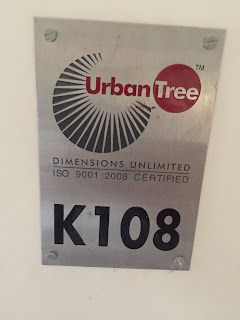 UrbanTree TM
DIMENSIONS UNLIMITED
ISO 9001:2008 CERTIFIED
K108